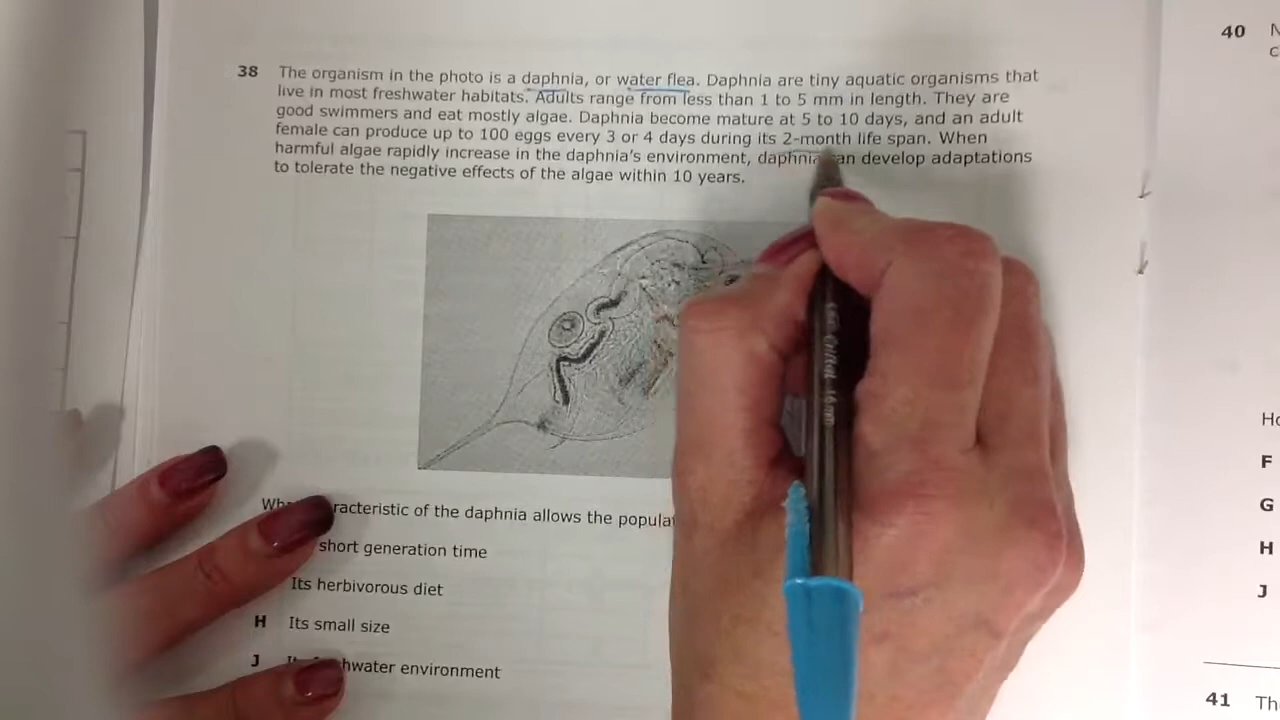 38 The organism in the photo is a daphnia, or water flea. Daphnia are tiny aquatic organisms that
live in most freshwater habitats. Adults range from less than 1 to 5 mm in length. They are
good swimmers and eat mostly algae. Daphnia become mature at 5 to 10 days, and an adult
female can produce up to 100 eggs every 3 or 4 days during its 2-month life span. When
harmful algae rapidly increase in the daphnia's environment, daphnia can develop adaptations
to tolerate the negative effects of the algae within 10 years.
of the daphnia allows the
short generation time
Its herbivorous diet
H Its small size
J environment
40
F
G
H
J
41